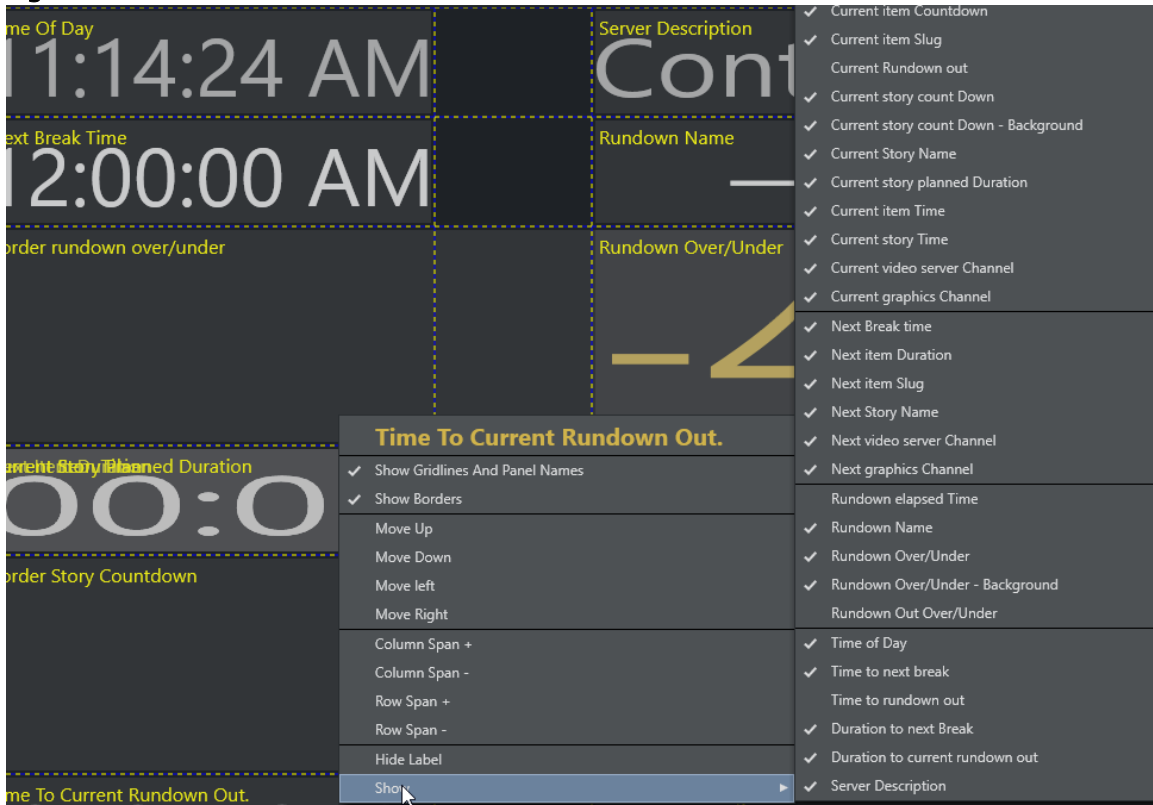 me Of Day
1:14:24 AM
ext Break Time
2:00:00 AM
order rundown over/under
Planned Duration
00:0
order Story Countdown
me To Current Rundown Out.
Server Description
Cont
Rundown Name
Rundown Over/Under
Time To Current Rundown Out.
Show Gridlines And Panel Names
Show Borders
Move Up
Move Down
Move left
Move Right
Column Span +
Column Span -
Row Span +
Row Span -
Hide Label
Show
Current item Countdown
Current item Slug
Current Rundown out
Current story count Down
Current story count Down - Background
Current Story Name
Current story planned Duration
Current item Time
Current story Time
Current video server Channel
Current graphics Channel
Next Break time
Next item Duration
Next item Slug
Next Story Name
Next video server Channel
Next graphics Channel
Rundown elapsed Time
Rundown Name
Rundown Over/Under
Rundown Over/Under - Background
Rundown Out Over/Under
Time of Day
Time to next break
Time to rundown out
Duration to next Break
Duration to current rundown out
Server Description